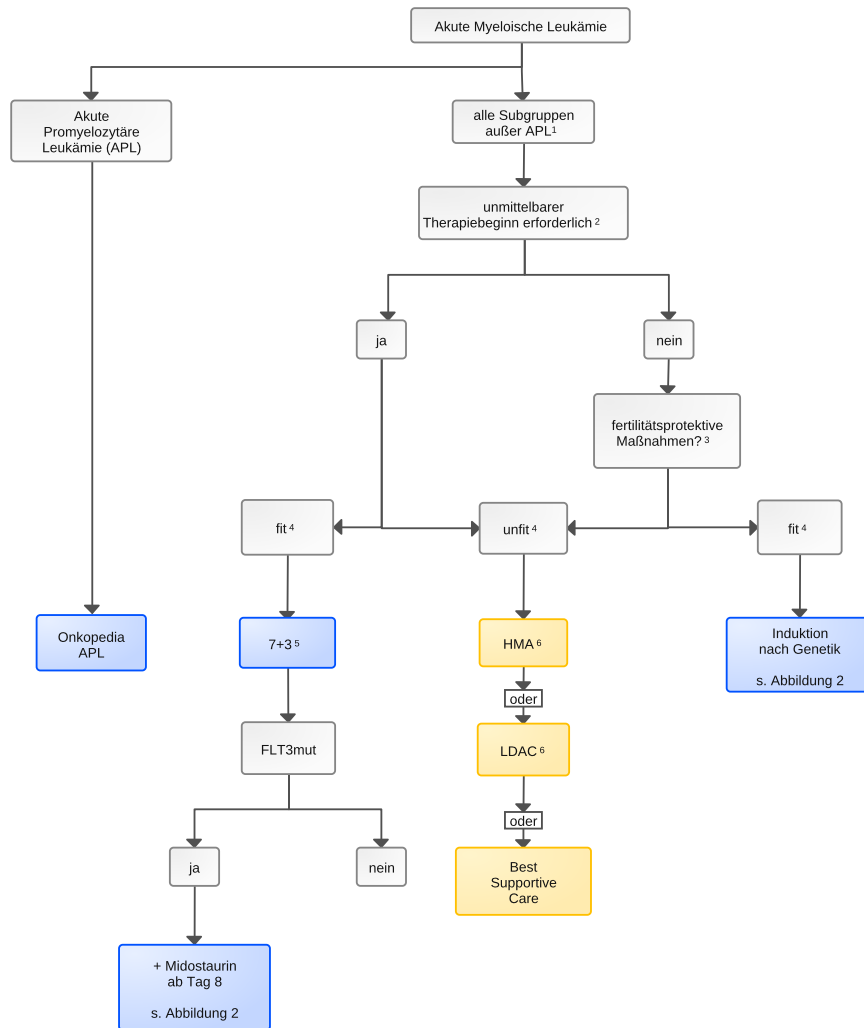 Akute Myeloische Leukämie
Akute
Promyelozytäre
Leukämie (APL)
alle Subgruppen
außer APL¹
unmittelbarer
Therapiebeginn erforderlich ²
ja
nein
fertilitätsprotektive
Maßnahmen? ³
fit ⁴
unfit ⁴
fit ⁴
Onkopedia
APL
7+3 ⁵
HMA ⁶
Induktion
nach Genetik
s. Abbildung 2
oder
FLT3mut
LDAC ⁶
oder
ja
nein
Best
Supportive
Care
+ Midostaurin
ab Tag 8
s. Abbildung 2